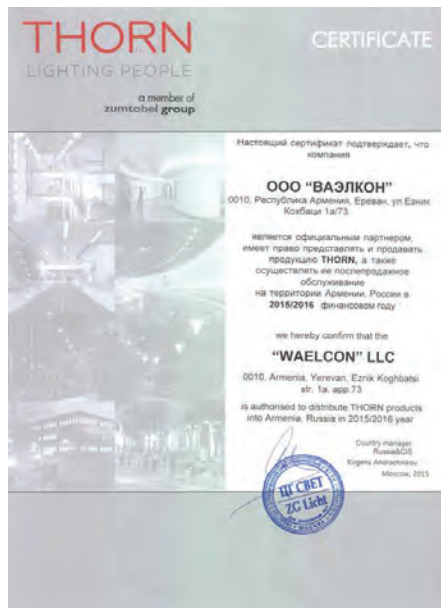 THORN
CERTIFICATE
LIGHTING PEOPLE
a member of
zumtobel group
Настоящий сертификат подтверждает, что
компания
ООО "ВАЭЛКОН"
0010, Республика Армения, Ереван, ул.Езник
Кохбаци 1а/73
является официальным партнером,
имеет право представлять и продавать
продукцию THORN, а также
осуществлять ее послепродажное
обслуживание
на территории Армении, России в
2015/2016 финансовом году
we hereby confirm that the
"WAELCON" LLC
0010, Armenia, Yerevan, Eznik Koghbatsi
str. 1a, app.73
is authorised to distribute THORN products
into Armenia, Russia in 2015/2016 year
Country manager
Russia&CIS
Evgenii
Moscow, 2015
ЦГ СВЕТ
ZG Licht